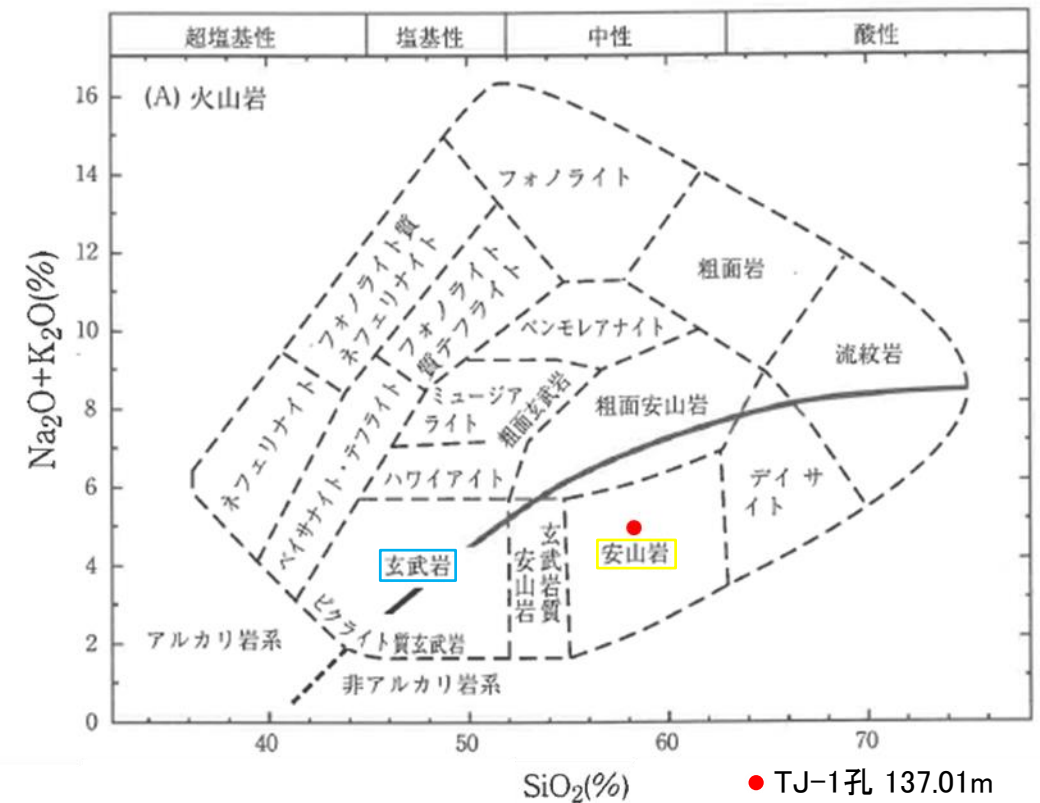 超塩基性 塩基性 中性 酸性
(A) 火山岩
Na₂O+K₂O(%)
16
14
12
10
8
6
4
2
0
フォノライト
フォノライト質
ネフェリナイト
フォノライト
質テフライト
粗面岩
ベンモレアナイト
流紋岩
ミュージア
ライト
粗面玄武岩
粗面安山岩
ネフェリナイト
ベイサナイト・テフライト
ハワイアイト
デイサ
イト
玄武岩
玄武岩質
安山岩
安山岩
ピクライト質玄武岩
アルカリ岩系
非アルカリ岩系
40 50 60 70
SiO₂(%)
TJ-1孔 137.01m